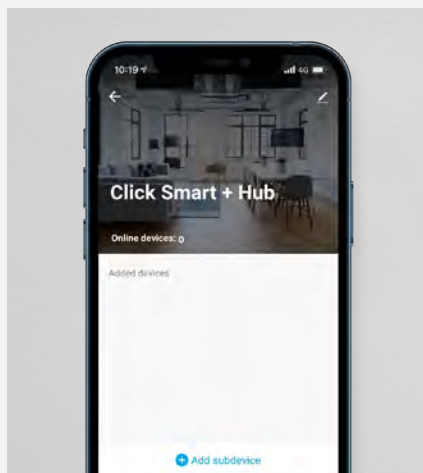 10:19
4G
Click Smart + Hub
Online devices: 0
Added devices
Add subdevice